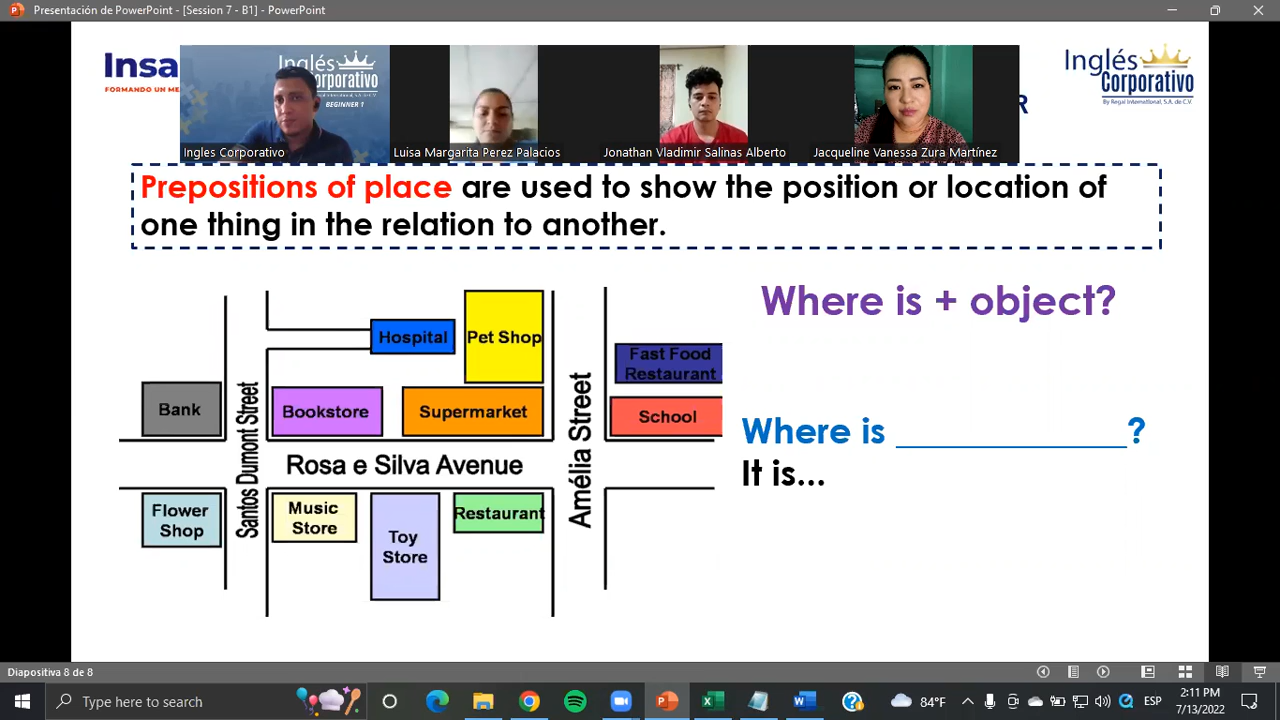 Presentación de PowerPoint - [Session 7 - B1] - PowerPoint
Insa
FORMANDO UN ME
Inglés
Corporativo
BEGINNER 1
Ingles Corporativo
Luisa Margarita Perez Palacios
Jonathan Vladimir Salinas Alberto
Jacqueline Vanessa Zura Martínez
R
Inglés
Corporativo
By Regal International, S.A. de C.V.
Prepositions of place are used to show the position or location of
one thing in the relation to another.
Where is + object?
Hospital
Pet Shop
Fast Food
Restaurant
Bank
Santos Dumont Street
Bookstore
Supermarket
Amélia Street
School
Where is ______________?
It is...
Rosa e Silva Avenue
Flower
Shop
Music
Store
Toy
Store
Restaurant
Diapositiva 8 de 8
Type here to search
84°F
ESP
2:11 PM
7/13/2022